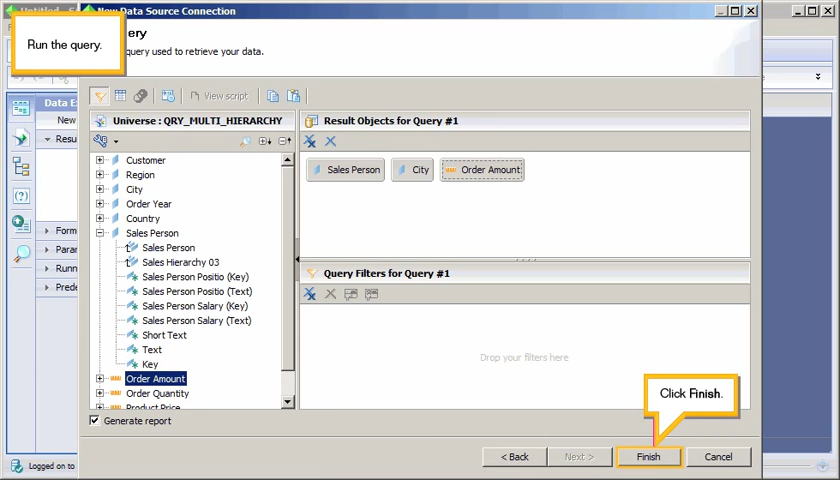 Untitled
New Data Source Connection
Run the query.
query used to retrieve your data.
View script
Data Ex
New
Resu
Form
Para
Runn
Prede
Universe : QRY_MULTI_HIERARCHY
Customer
Region
City
Order Year
Country
Sales Person
Sales Person
Sales Hierarchy 03
Sales Person Positio (Key)
Sales Person Positio (Text)
Sales Person Salary (Key)
Sales Person Salary (Text)
Short Text
Text
Key
Order Amount
Order Quantity
Product Price
Result Objects for Query #1
Sales Person
City
Order Amount
Query Filters for Query #1
Drop your filters here
Click Finish.
Generate report
< Back
Next >
Finish
Cancel
Logged on to